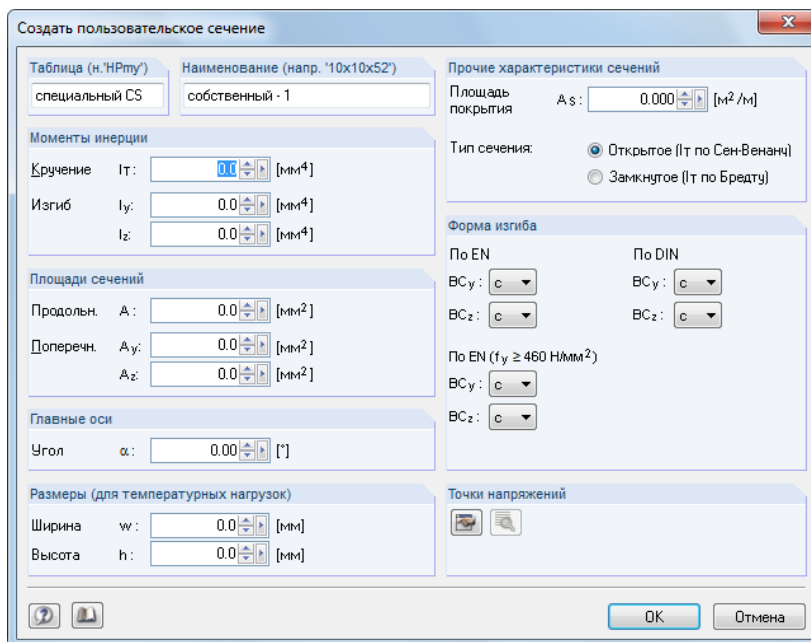 Создать пользовательское сечение
Таблица (н.'HPmy')
специальный CS
Наименование (напр. '10x10x52')
собственный - 1
Моменты инерции
Кручение Iт: 0.0 [мм4]
Изгиб Iy: 0.0 [мм4]
Iz: 0.0 [мм4]
Площади сечений
Продольн. A: 0.0 [мм2]
Поперечн. Ay: 0.0 [мм2]
Az: 0.0 [мм2]
Главные оси
Угол α: 0.00 [°]
Размеры (для температурных нагрузок)
Ширина w: 0.0 [мм]
Высота h: 0.0 [мм]
Прочие характеристики сечений
Площадь
покрытия As: 0.000 [м2/м]
Тип сечения: Открытое (Iт по Сен-Венану)
Замкнутое (Iт по Бредту)
Форма изгиба
По EN По DIN
BCy: c BCy: c
BCz: c BCz: c
По EN (fy ≥ 460 Н/мм2)
BCy: c
BCz: c
Точки напряжений
OK Отмена